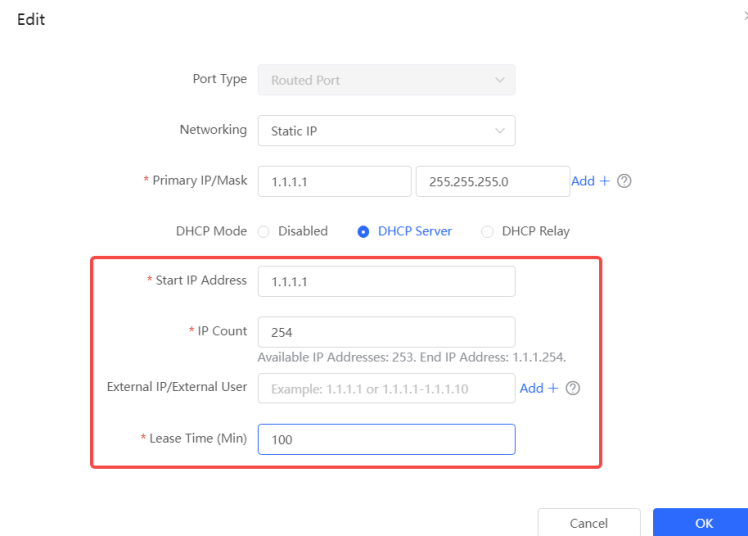 Edit
Port Type Routed Port
Networking Static IP
* Primary IP/Mask 1.1.1.1 255.255.255.0 Add +
DHCP Mode Disabled DHCP Server DHCP Relay
* Start IP Address 1.1.1.1
* IP Count 254
Available IP Addresses: 253. End IP Address: 1.1.1.254.
External IP/External User Example: 1.1.1.1 or 1.1.1.1-1.1.1.10 Add +
* Lease Time (Min) 100
Cancel OK